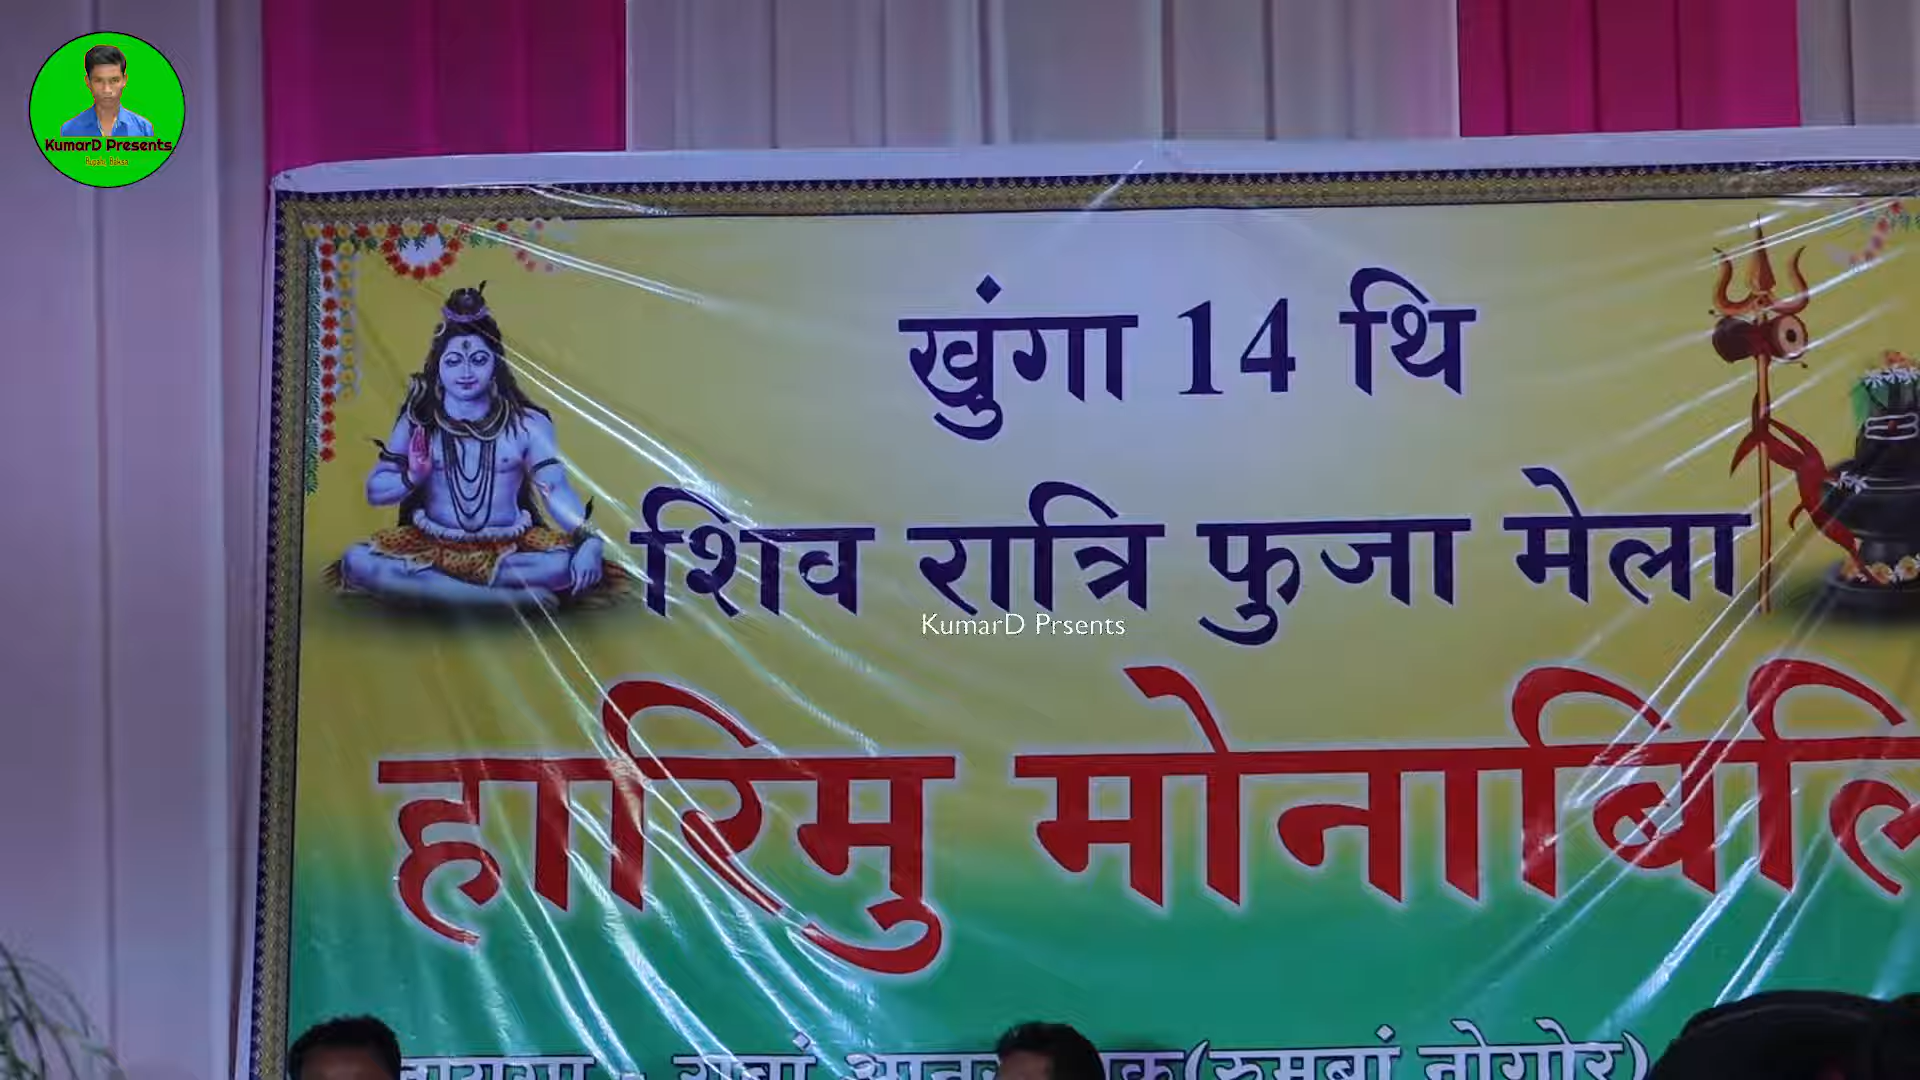 KumarD Presents
खुंगा 14 थि
शिव रात्रि फुजा मेला
KumarD Prsents
हारिमु मोनाबिलि